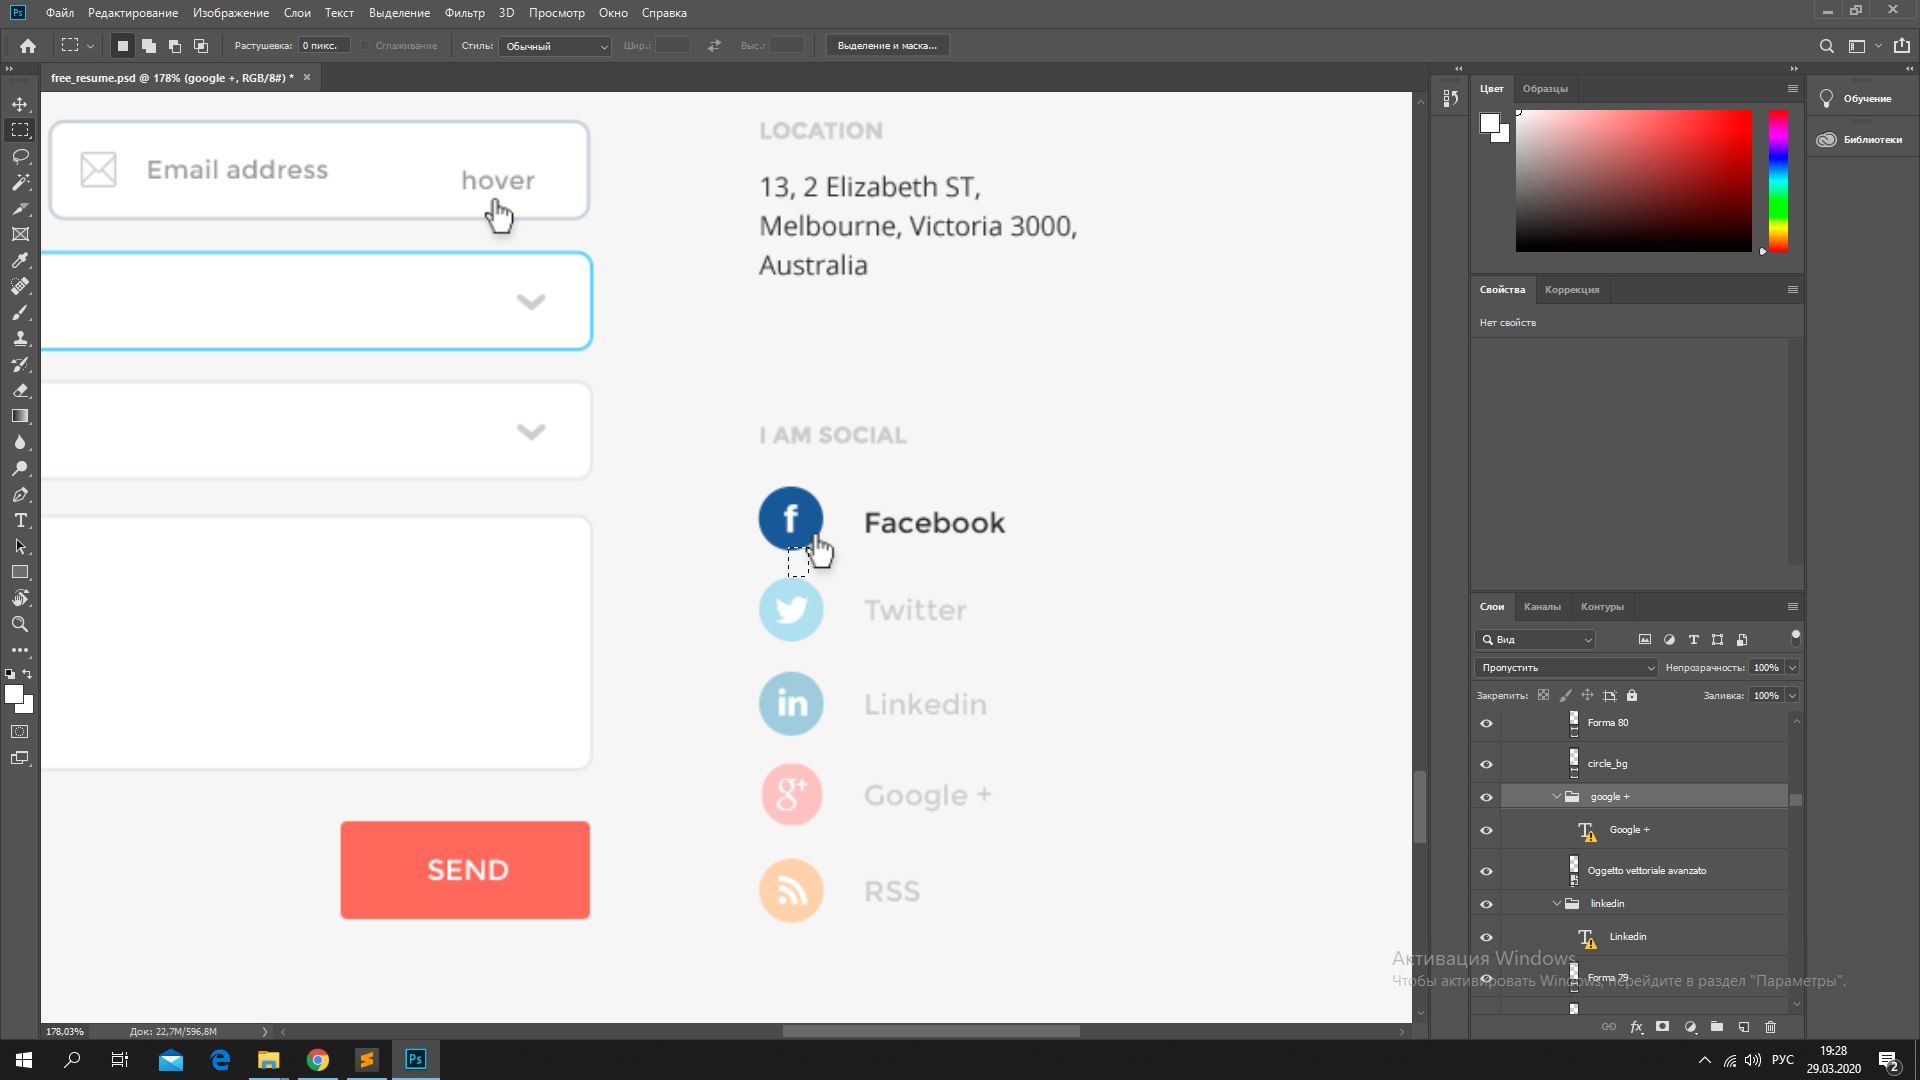 Файл Редактирование Изображение Слои Текст Выделение Фильтр 3D Просмотр Окно Справка
Растушевка: 0 пикс. Сглаживание Стиль: Обычный Шир.: Выс.: Выделение и маска...
free_resume.psd @ 178% (google +, RGB/8#) *
Email address
hover
LOCATION
13, 2 Elizabeth ST,
Melbourne, Victoria 3000,
Australia
I AM SOCIAL
f Facebook
Twitter
in Linkedin
g+ Google +
RSS
SEND
Цвет Образцы
Обучение
Библиотеки
Свойства Коррекция
Нет свойств
Слои Каналы Контуры
Вид
Пропустить Непрозрачность: 100%
Закрепить: Заливка: 100%
Forma 80
circle_bg
google +
Google +
Oggetto vettoriale avanzato
linkedin
Linkedin
Forma 79
Активация Windows
Чтобы активировать Windows, перейдите в раздел "Параметры".
178,03% Док: 22,7M/596,8M
Ps
РУС
19:28
29.03.2020
2